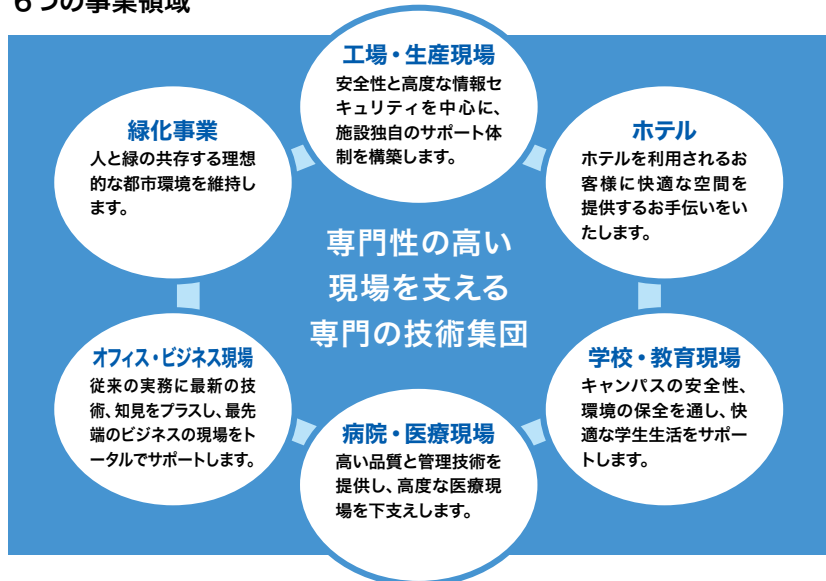 6つの事業領域
工場・生産現場
安全性と高度な情報セ
キュリティを中心に、
施設独自のサポート体
制を構築します。
緑化事業
人と緑の共存する理想
的な都市環境を維持し
ます。
ホテル
ホテルを利用されるお
客様に快適な空間を
提供するお手伝いをい
たします。
専門性の高い
現場を支える
専門の技術集団
オフィス・ビジネス現場
従来の実務に最新の技
術、知見をプラスし、最先
端のビジネスの現場をト
ータルでサポートします。
学校・教育現場
キャンパスの安全性、
環境の保全を通し、快
適な学生生活をサポー
トします。
病院・医療現場
高い品質と管理技術を
提供し、高度な医療現
場を下支えします。